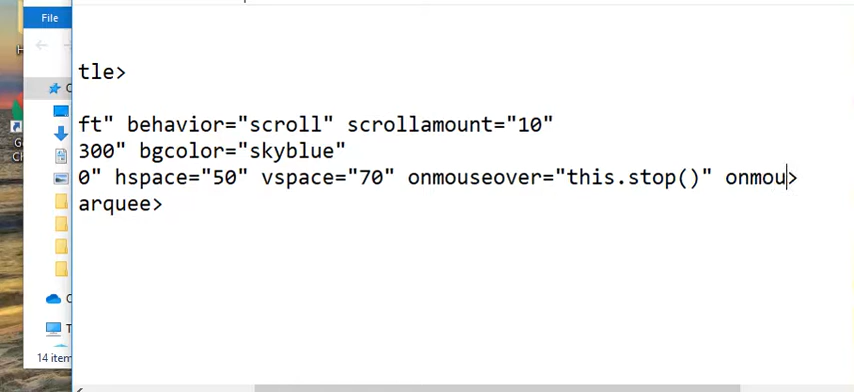 File
tle>
ft" behavior="scroll" scrollamount="10"
300" bgcolor="skyblue"
0" hspace="50" vspace="70" onmouseover="this.stop()" onmou>
arquee>
14 item